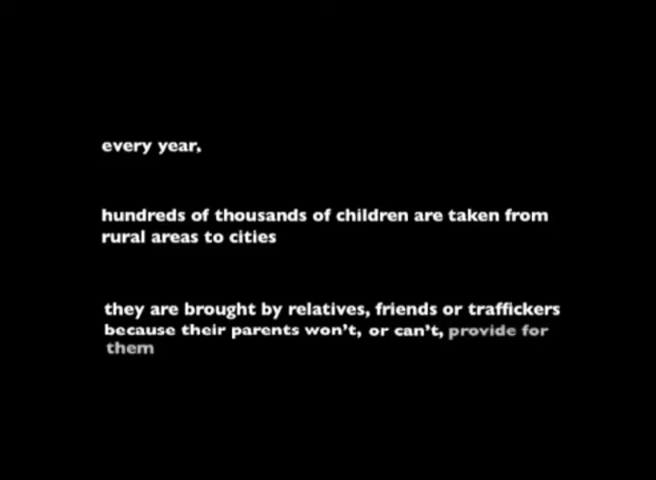 every year,
hundreds of thousands of children are taken from
rural areas to cities
they are brought by relatives, friends or traffickers
because their parents won't, or can't, provide for
them